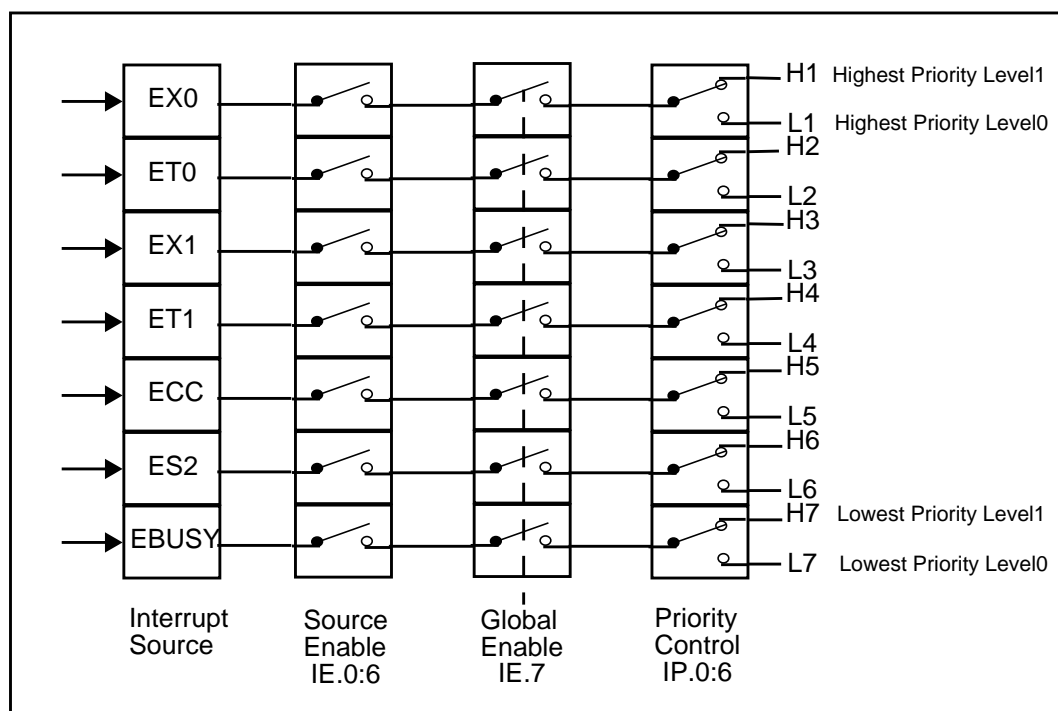 EX0
H1 Highest Priority Level1
L1 Highest Priority Level0
ET0
H2
L2
EX1
H3
L3
ET1
H4
L4
ECC
H5
L5
ES2
H6
L6
EBUSY
H7 Lowest Priority Level1
L7 Lowest Priority Level0
Interrupt
Source
Source
Enable
IE.0:6
Global
Enable
IE.7
Priority
Control
IP.0:6